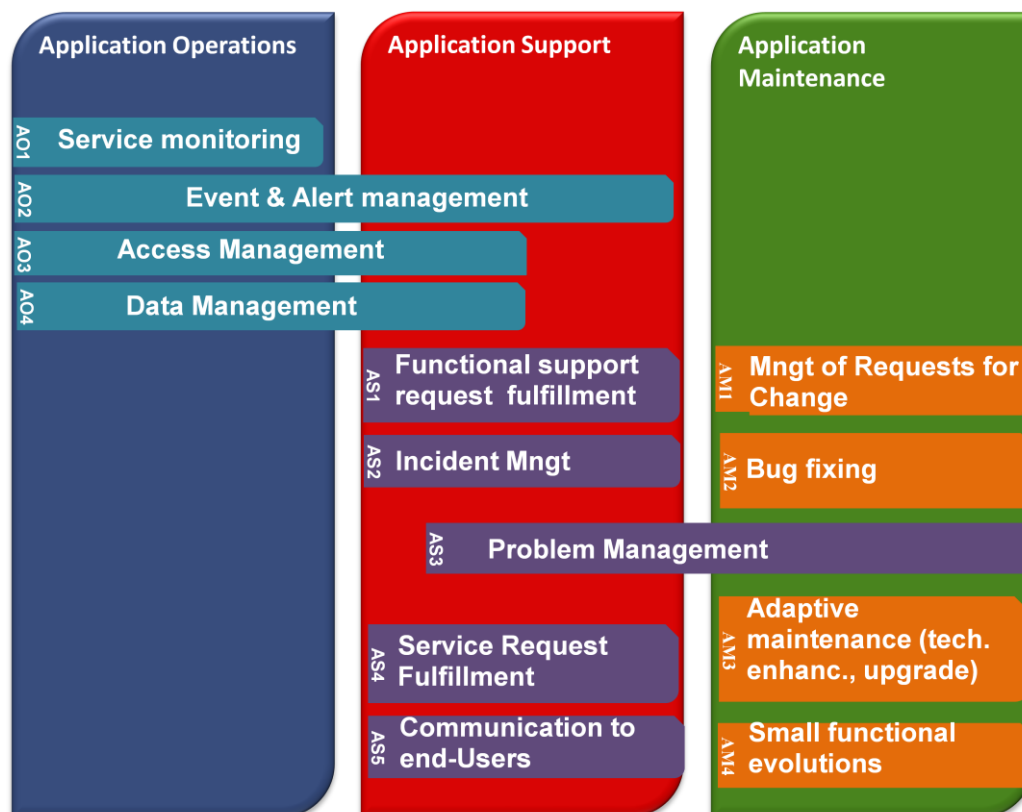 Application Operations
Application Support
Application
Maintenance
AO1 Service monitoring
AO2 Event & Alert management
AO3 Access Management
AO4 Data Management
AS1 Functional support
request fulfillment
AM1 Mngt of Requests for
Change
AS2 Incident Mngt
AM2 Bug fixing
AS3 Problem Management
AS4 Service Request
Fulfillment
AM3 Adaptive
maintenance (tech.
enhanc., upgrade)
AS5 Communication to
end-Users
AM4 Small functional
evolutions